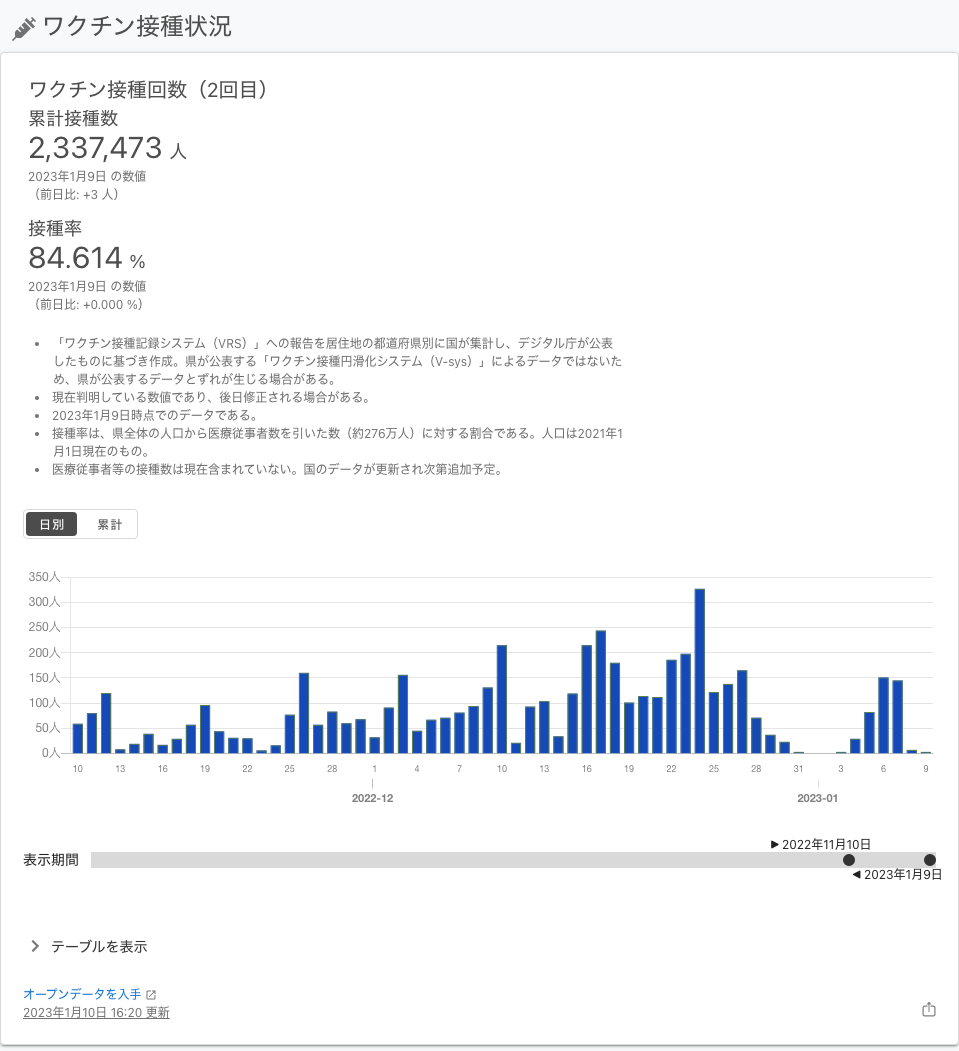 ワクチン接種状況
ワクチン接種回数（2回目）
累計接種数
2,337,473 人
2023年1月9日 の数値
（前日比: +3 人）
接種率
84.614 %
2023年1月9日 の数値
（前日比: +0.000 %）
• 「ワクチン接種記録システム（VRS）」への報告を居住地の都道府県別に国が集計し、デジタル庁が公表
したものに基づき作成。県が公表する「ワクチン接種円滑化システム（V-sys）」によるデータではないた
め、県が公表するデータとずれが生じる場合がある。
• 現在判明している数値であり、後日修正される場合がある。
• 2023年1月9日時点でのデータである。
• 接種率は、県全体の人口から医療従事者数を引いた数（約276万人）に対する割合である。人口は2021年1
月1日現在のもの。
• 医療従事者等の接種数は現在含まれていない。国のデータが更新され次第追加予定。
日別 累計
350人
300人
250人
200人
150人
100人
50人
0人
10 13 16 19 22 25 28 1 4 7 10 13 16 19 22 25 28 31 3 6 9
2022-12 2023-01
▶ 2022年11月10日
表示期間
◀ 2023年1月9日
テーブルを表示
オープンデータを入手
2023年1月10日 16:20 更新